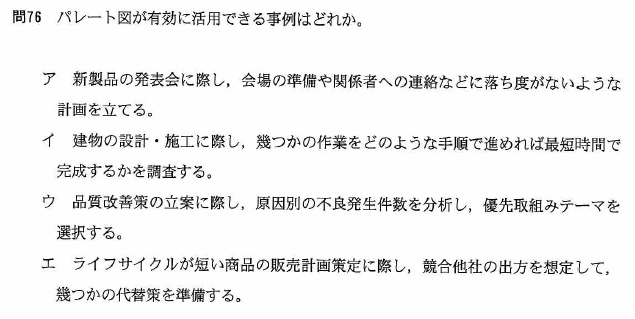 問76 パレート図が有効に活用できる事例はどれか。
ア 新製品の発表会に際し，会場の準備や関係者への連絡などに落ち度がないような
計画を立てる。
イ 建物の設計・施工に際し，幾つかの作業をどのような手順で進めれば最短時間で
完成するかを調査する。
ウ 品質改善策の立案に際し，原因別の不良発生件数を分析し，優先取組みテーマを
選択する。
エ ライフサイクルが短い商品の販売計画策定に際し，競合他社の出方を想定して，
幾つかの代替策を準備する。